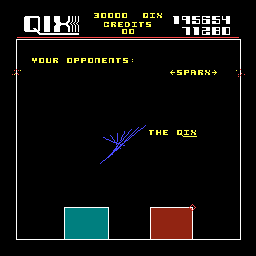 QIX
30000 QIX
CREDITS
00
195654
71280
YOUR OPPONENTS:
←SPARX→
THE QIX